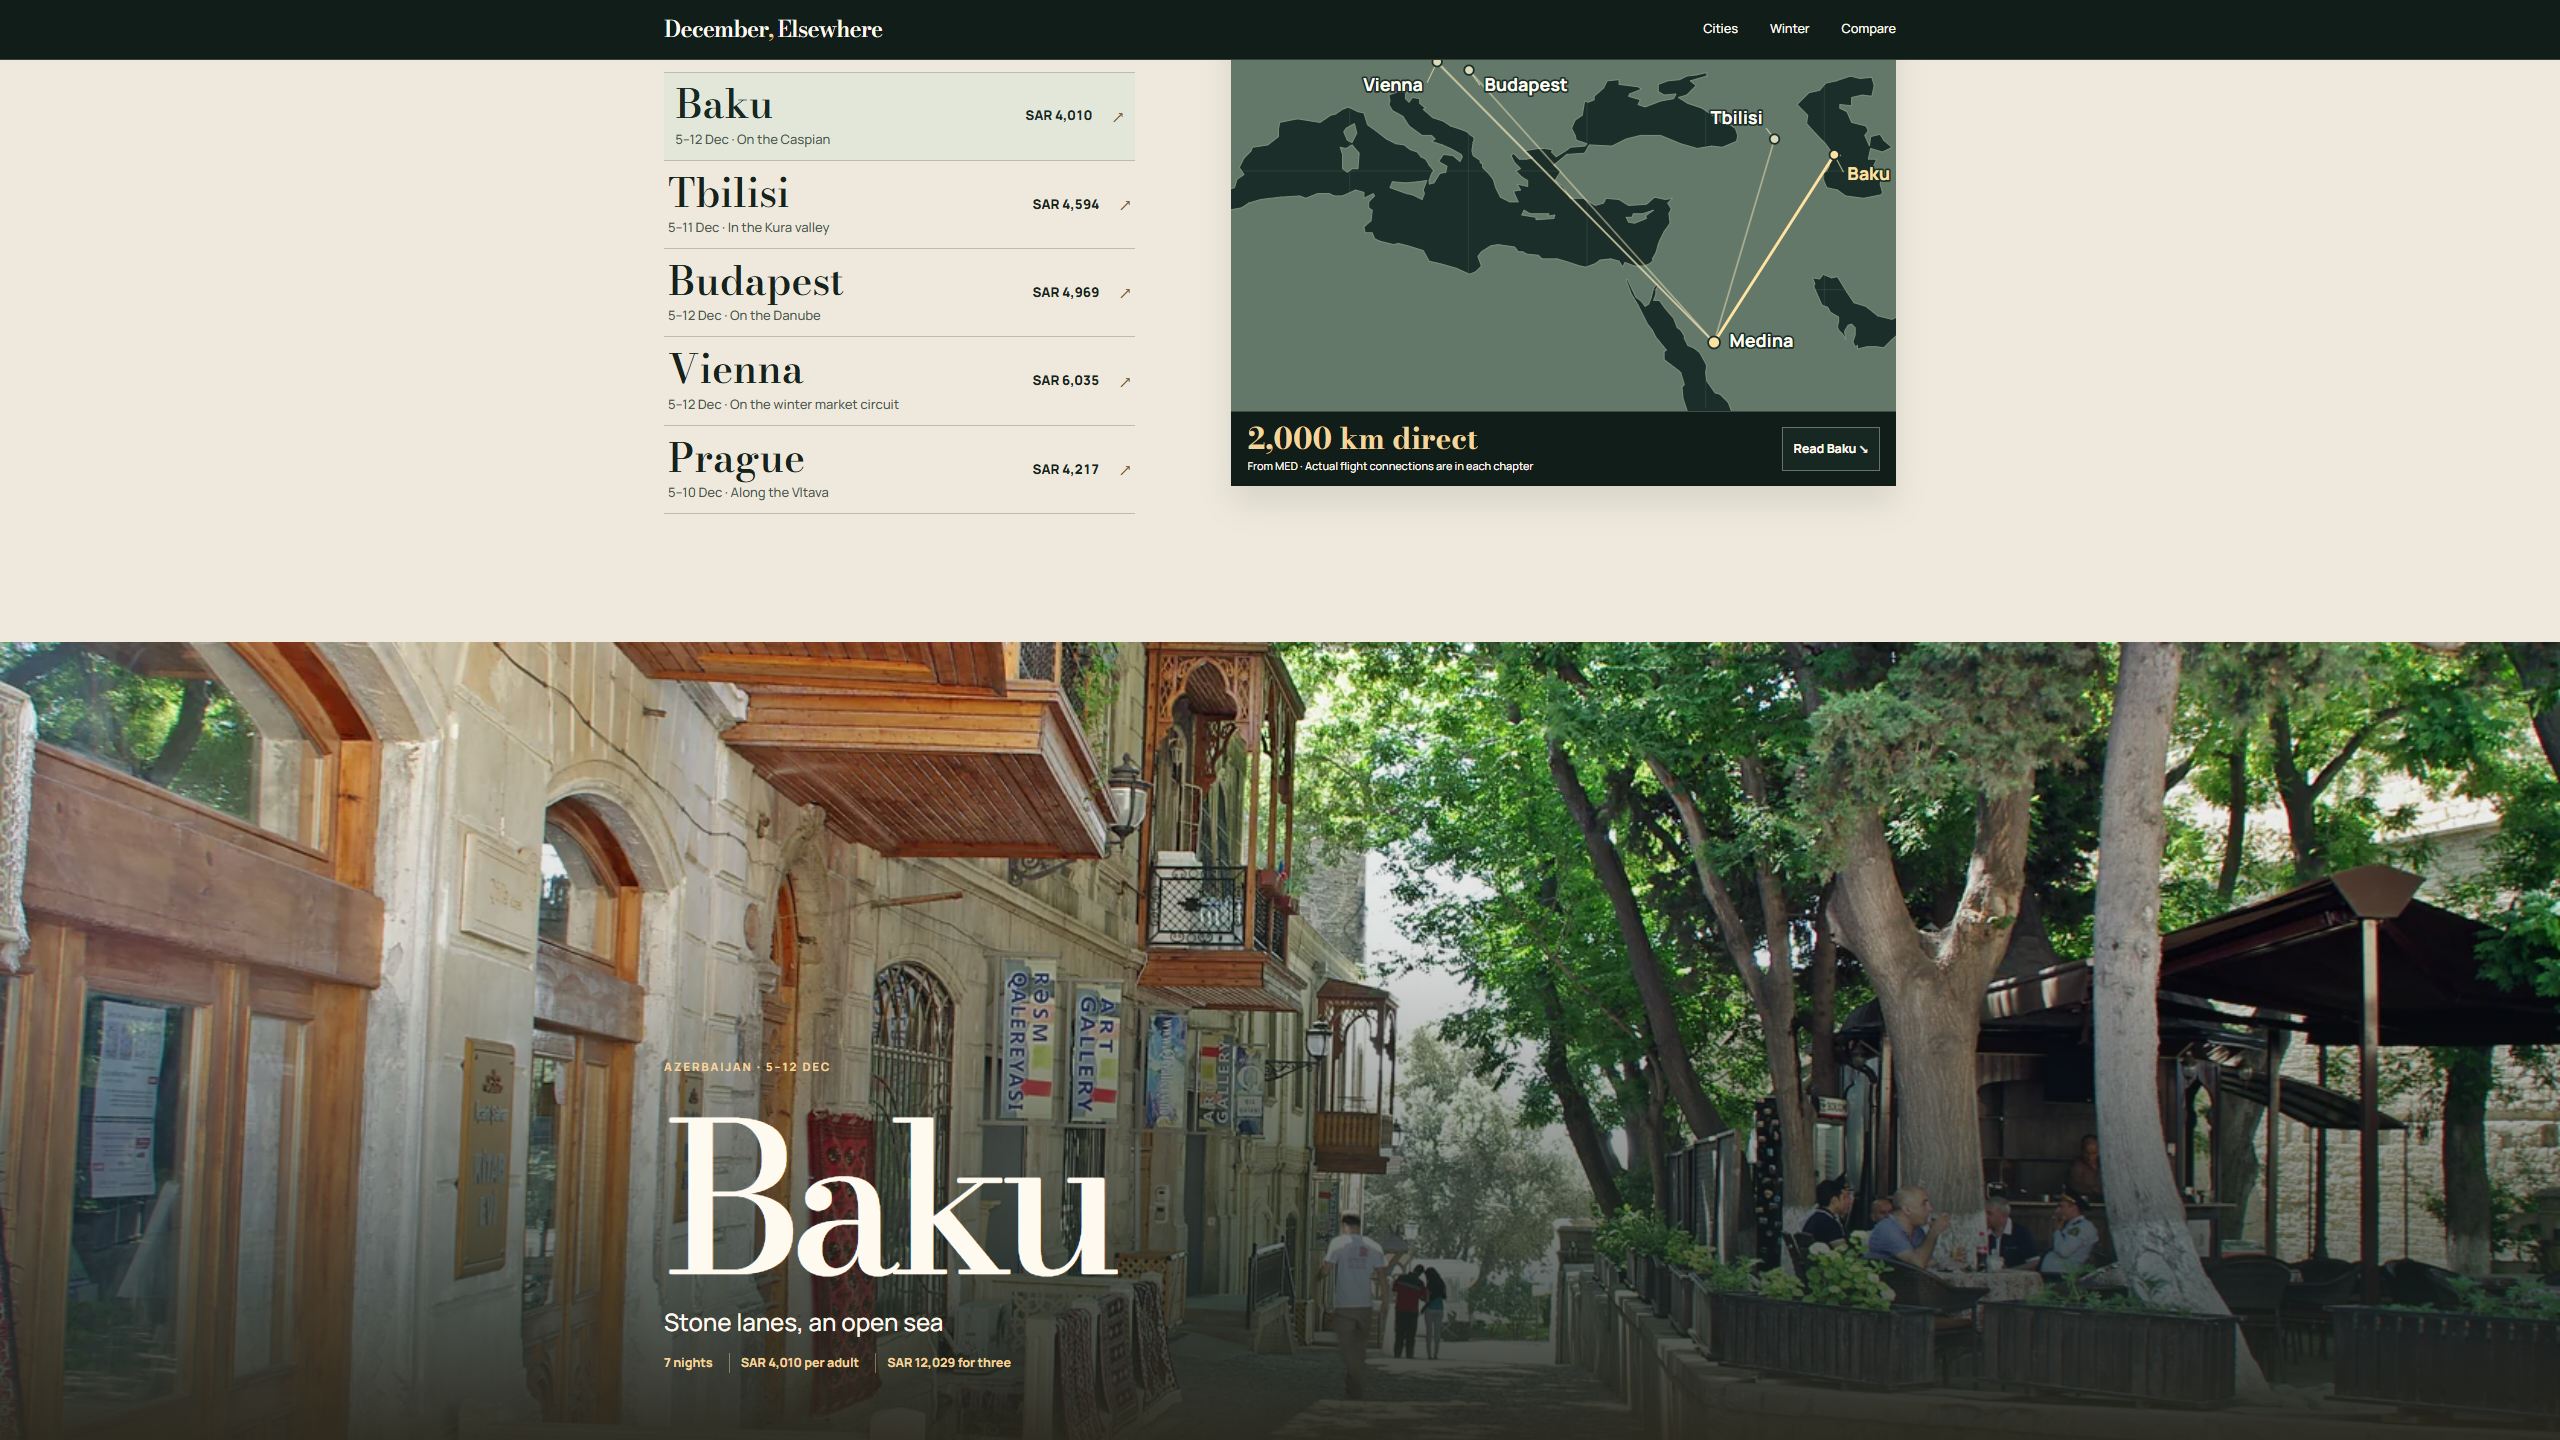 December, Elsewhere
Cities
Winter
Compare
Baku
5–12 Dec · On the Caspian
SAR 4,010 ↗
Tbilisi
5–11 Dec · In the Kura valley
SAR 4,594 ↗
Budapest
5–12 Dec · On the Danube
SAR 4,969 ↗
Vienna
5–12 Dec · On the winter market circuit
SAR 6,035 ↗
Prague
5–10 Dec · Along the Vltava
SAR 4,217 ↗
Vienna
Budapest
Tbilisi
Baku
Medina
2,000 km direct
From MED · Actual flight connections are in each chapter
Read Baku ↘
RƏSM
QALEREYASI
ART
GALLERY
ART
GALLERY
AZERBAIJAN · 5–12 DEC
Baku
Stone lanes, an open sea
7 nights
SAR 4,010 per adult
SAR 12,029 for three